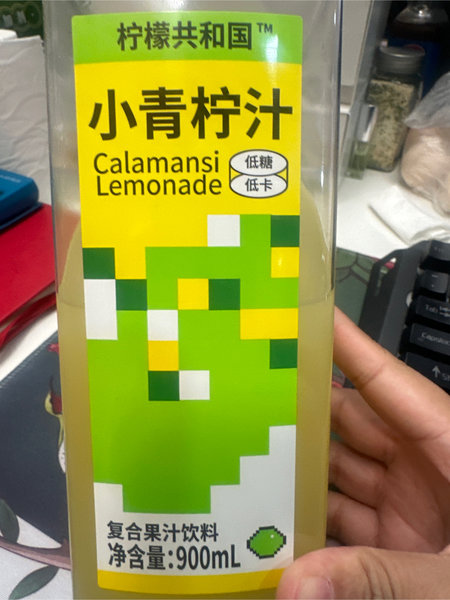 柠檬共和国™
小青柠汁
Calamansi
Lemonade
低糖
低卡
复合果汁饮料
净含量:900mL
Tab